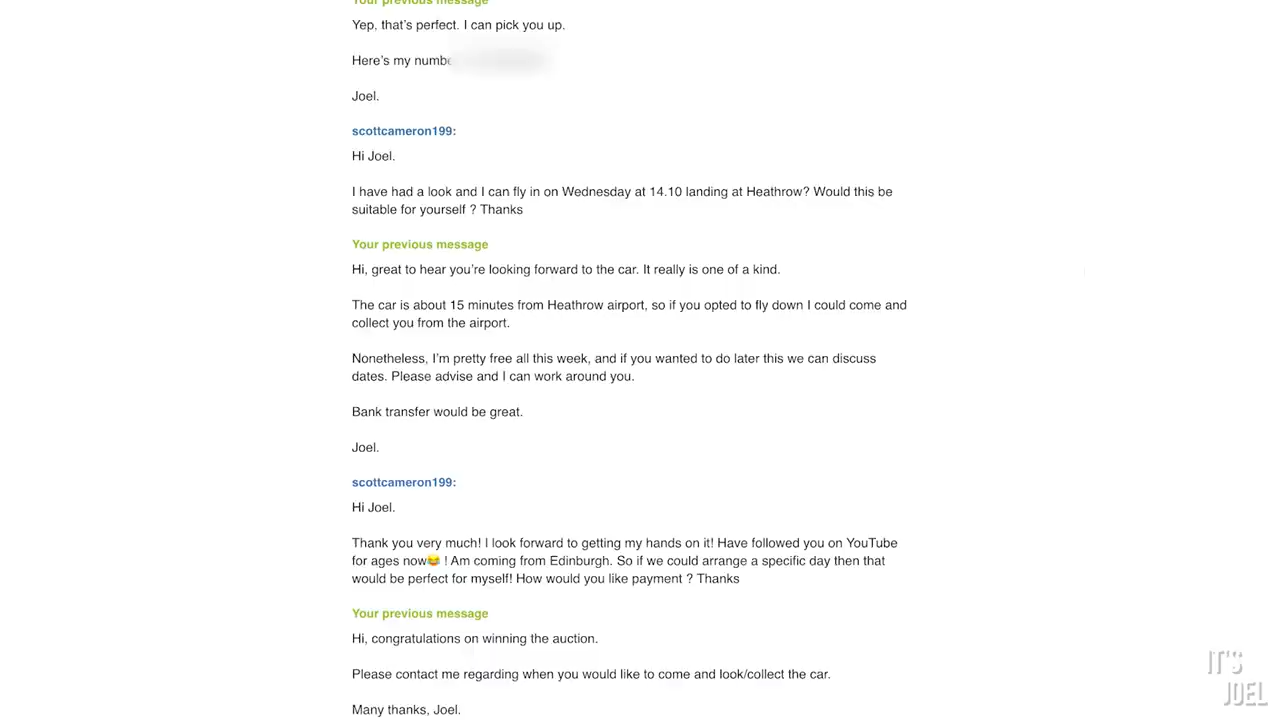 Your previous message
Yep, that's perfect. I can pick you up.
Here's my numbe
Joel.
scottcameron199:
Hi Joel.
I have had a look and I can fly in on Wednesday at 14.10 landing at Heathrow? Would this be
suitable for yourself ? Thanks
Your previous message
Hi, great to hear you're looking forward to the car. It really is one of a kind.
The car is about 15 minutes from Heathrow airport, so if you opted to fly down I could come and
collect you from the airport.
Nonetheless, I'm pretty free all this week, and if you wanted to do later this we can discuss
dates. Please advise and I can work around you.
Bank transfer would be great.
Joel.
scottcameron199:
Hi Joel.
Thank you very much! I look forward to getting my hands on it! Have followed you on YouTube
for ages now😂 ! Am coming from Edinburgh. So if we could arrange a specific day then that
would be perfect for myself! How would you like payment ? Thanks
Your previous message
Hi, congratulations on winning the auction.
Please contact me regarding when you would like to come and look/collect the car.
Many thanks, Joel.
IT'S
JOEL